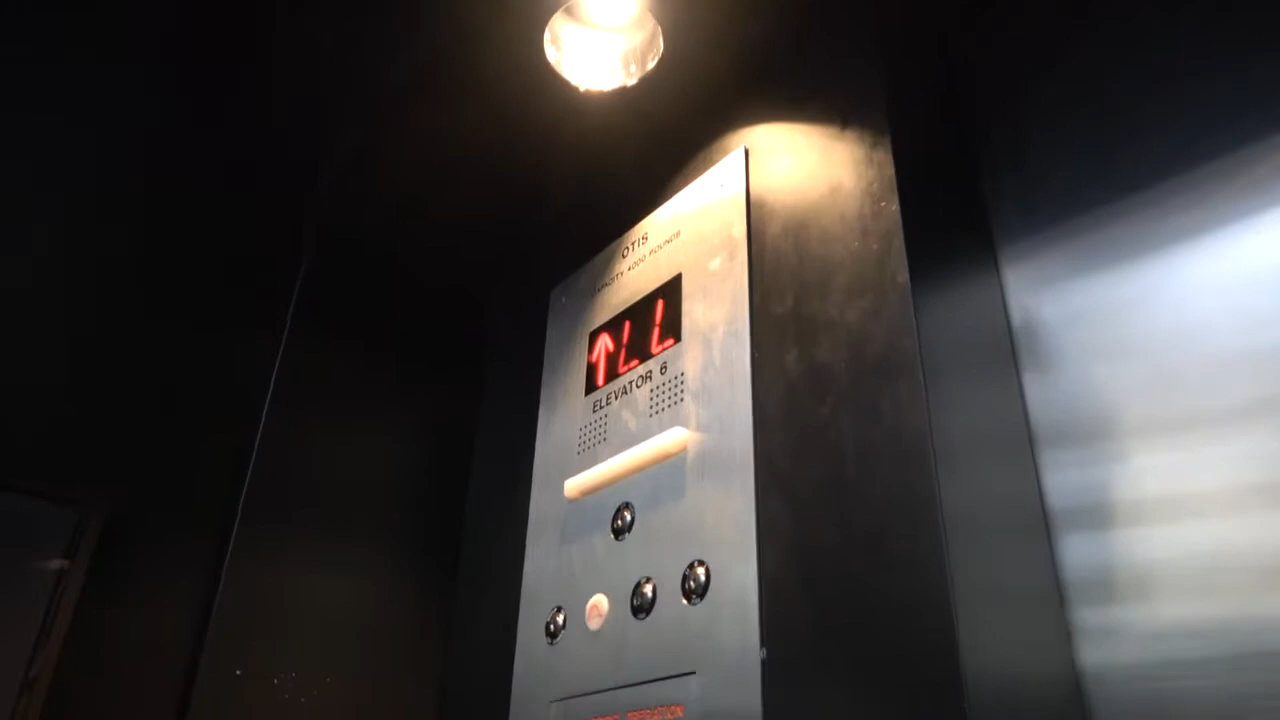 OTIS
CAPACITY 4000 POUNDS
↑LL
ELEVATOR 6